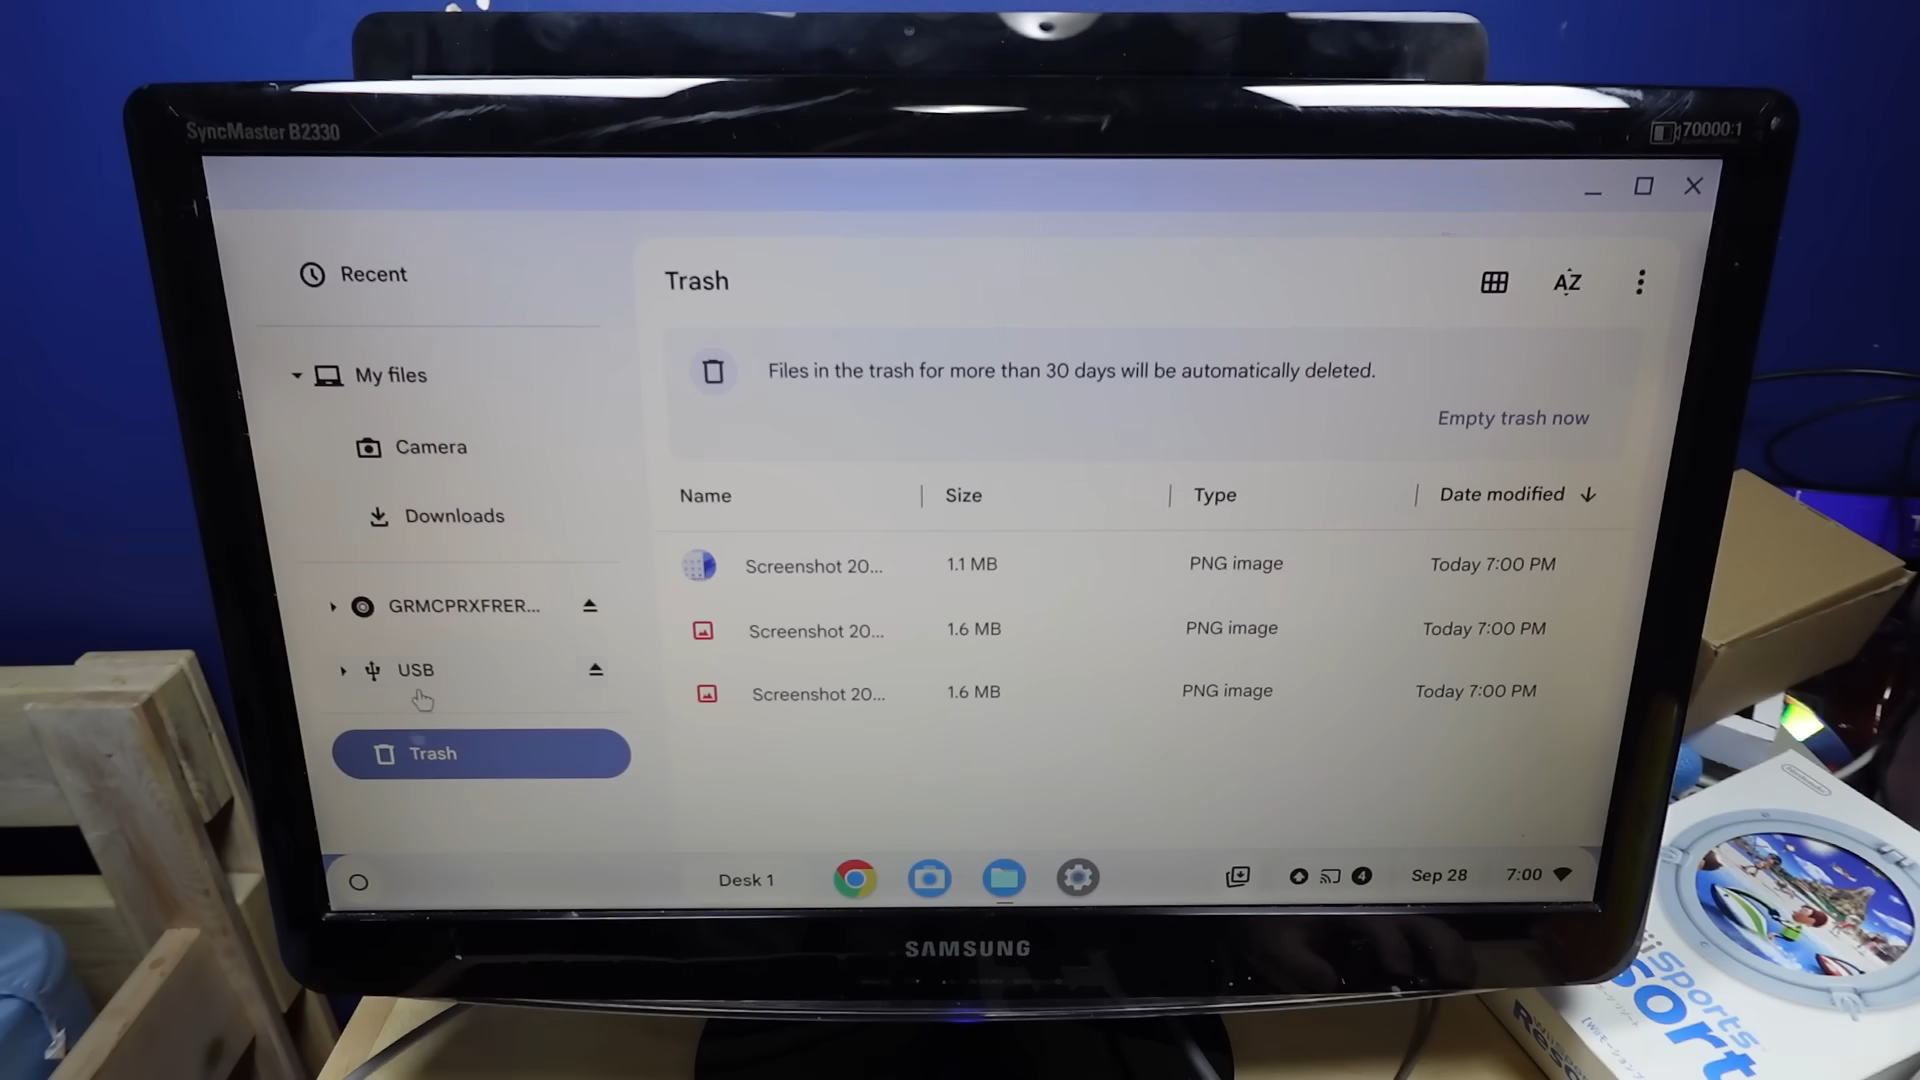 SyncMaster B2330
70000:1
Recent
My files
Camera
Downloads
GRMCPRXFRER...
USB
Trash
Trash
AZ
Files in the trash for more than 30 days will be automatically deleted.
Empty trash now
Name Size Type Date modified
Screenshot 20... 1.1 MB PNG image Today 7:00 PM
Screenshot 20... 1.6 MB PNG image Today 7:00 PM
Screenshot 20... 1.6 MB PNG image Today 7:00 PM
Desk 1
4
Sep 28 7:00
SAMSUNG
Nintendo